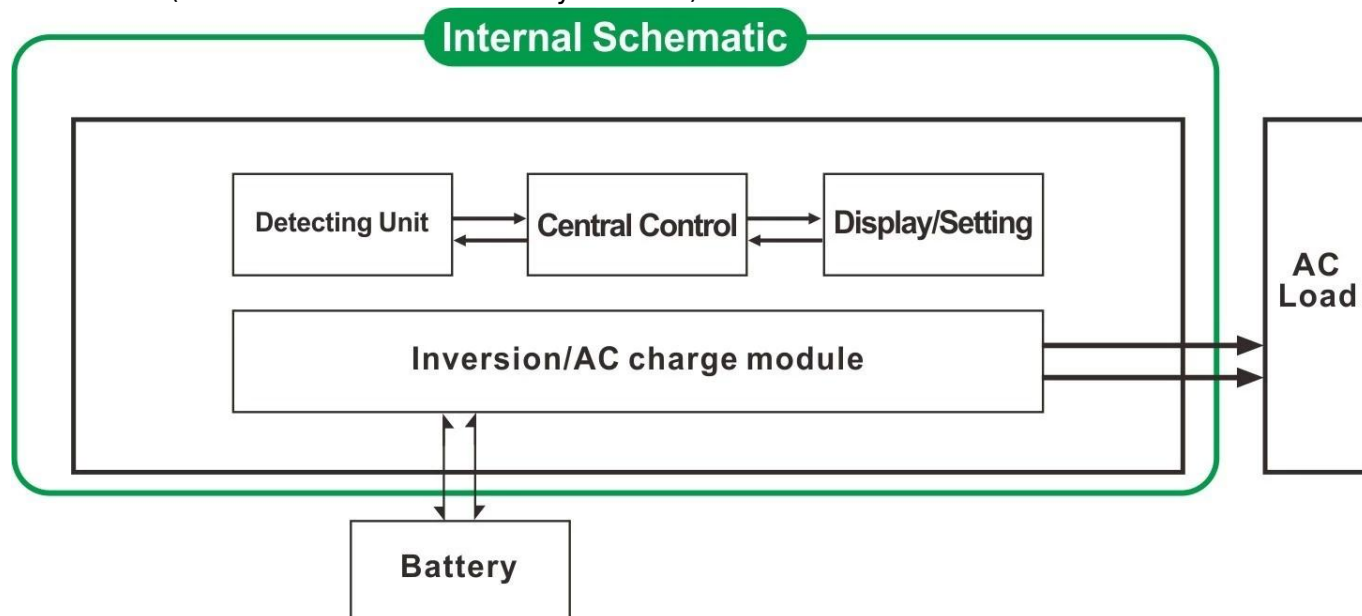 Internal Schematic
Detecting Unit
Central Control
Display/Setting
AC
Load
Inversion/AC charge module
Battery